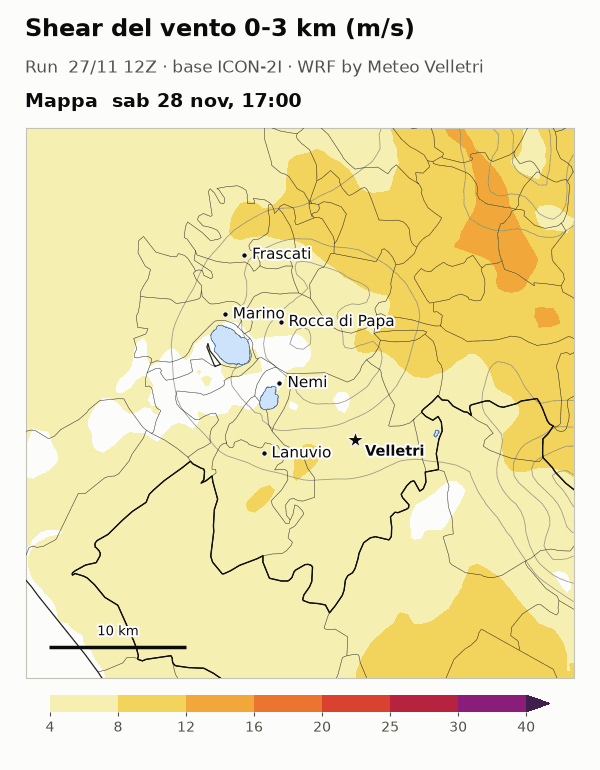 Shear del vento 0-3 km (m/s)
Run  27/11 12Z · base ICON-2I · WRF by Meteo Velletri
Mappa  sab 28 nov, 17:00
Frascati
Marino
Rocca di Papa
Nemi
Velletri
Lanuvio
10 km
4 8 12 16 20 25 30 40